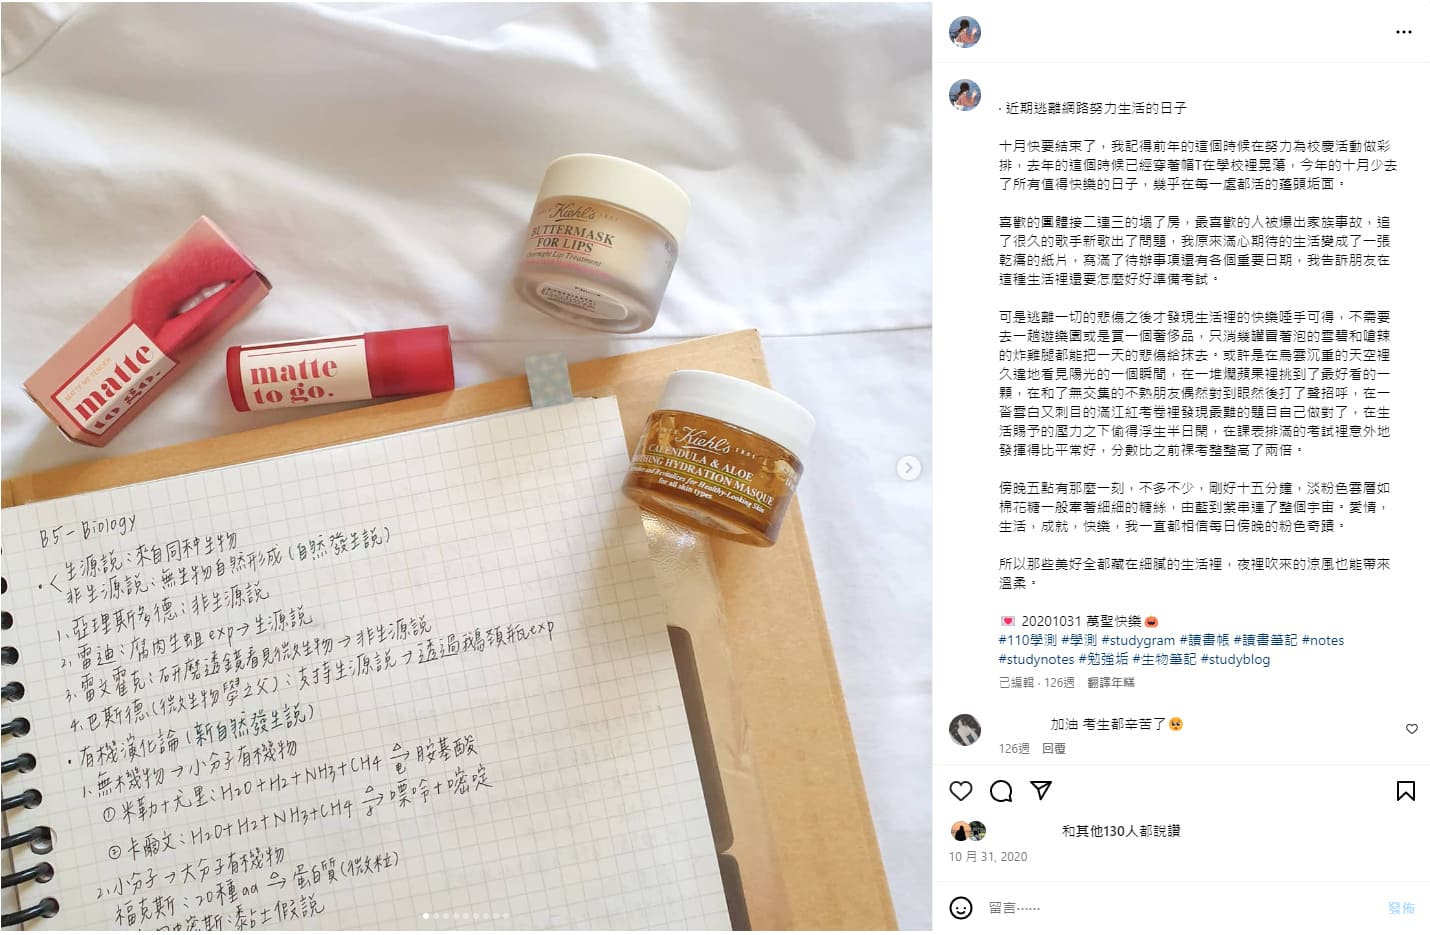 Kiehl's
BUTTERMASK
FOR LIPS
Overnight Lip Treatment
MATTE ME TENDER
matte
to go.
matte
to go.
Kiehl's
CALENDULA & ALOE
SOOTHING HYDRATION MASQUE
for all skin types
B5-Biology
・<生源說:來自同种生物
非生源說:無生物自然形成(自然發生說)
1.亞理斯多德:非生源說
2.雷迪:腐肉生蛆exp→生源說
3.雷文霍克:研磨透鏡看見微生物→非生源說
4.巴斯德(微生物學之父):支持生源說→透過鵝頸瓶exp
・有機演化論(新自然發生說)
1.無機物→小分子有機物
①米勒+尤里:H2O+H2+NH3+CH4 △→電 胺基酸
②卡爾文:H2O+H2+NH3+CH4 △→γ 嘌呤+嘧啶
2.小分子→大分子有機物
福克斯:20種aa △→蛋白質(微粒)
斯:黏土假說
· 近期逃離網路努力生活的日子
十月快要結束了，我記得前年的這個時候在努力為校慶活動做彩
排，去年的這個時候已經穿著帽T在學校裡晃蕩，今年的十月少去
了所有值得快樂的日子，幾乎在每一處都活的蓬頭垢面。
喜歡的團體接二連三的塌了房，最喜歡的人被爆出家族事故，追
了很久的歌手新歌出了問題，我原來滿心期待的生活變成了一張
乾癟的紙片，寫滿了待辦事項還有各個重要日期，我告訴朋友在
這種生活裡還要怎麼好好準備考試。
可是逃離一切的悲傷之後才發現生活裡的快樂唾手可得，不需要
去一趟遊樂園或是買一個奢侈品，只消幾罐冒著泡的雪碧和嗆辣
的炸雞腿都能把一天的悲傷給抹去。或許是在烏雲沉重的天空裡
久違地看見陽光的一個瞬間，在一堆爛蘋果裡挑到了最好看的一
顆，在和了無交集的不熟朋友偶然對到眼然後打了聲招呼，在一
沓雪白又刺目的滿江紅考卷裡發現最難的題目自己做對了，在生
活賜予的壓力之下偷得浮生半日閑，在課表排滿的考試裡意外地
發揮得比平常好，分數比之前裸考整整高了兩倍。
傍晚五點有那麼一刻，不多不少，剛好十五分鐘，淡粉色雲層如
棉花糖一般牽著細細的糖絲，由藍到紫串連了整個宇宙。愛情，
生活，成就，快樂，我一直都相信每日傍晚的粉色奇蹟。
所以那些美好全都藏在細膩的生活裡，夜裡吹來的涼風也能帶來
溫柔。
💌 20201031 萬聖快樂🎃
#110學測 #學測 #studygram #讀書帳 #讀書筆記 #notes
#studynotes #勉強垢 #生物筆記 #studyblog
已編輯 · 126週 翻譯年糕
加油 考生都辛苦了🥺
126週 回覆
和其他130人都說讚
10 月 31, 2020
留言⋯⋯
發佈